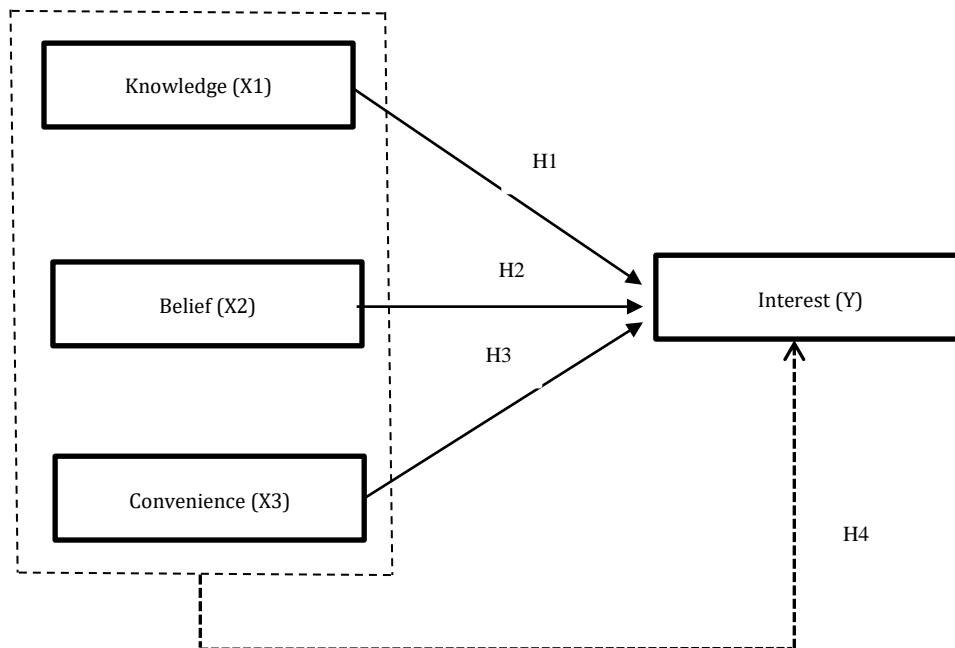 Knowledge (X1)
H1
H2
Belief (X2)
Interest (Y)
H3
Convenience (X3)
H4